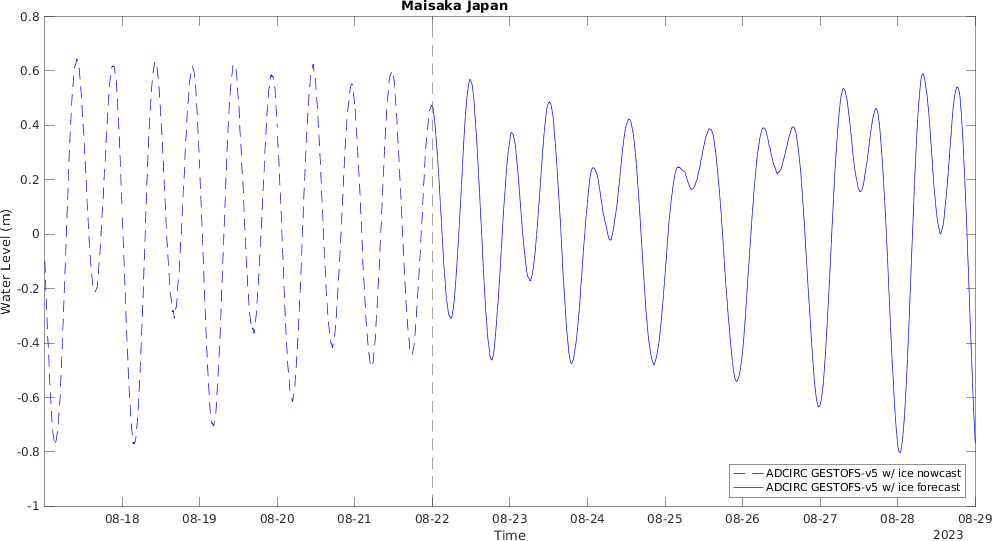 Maisaka Japan
0.8
0.6
0.4
0.2
0
-0.2
-0.4
-0.6
-0.8
-1
Water Level (m)
ADCIRC GESTOFS-v5 w/ ice nowcast
ADCIRC GESTOFS-v5 w/ ice forecast
08-18 08-19 08-20 08-21 08-22 08-23 08-24 08-25 08-26 08-27 08-28 08-29
Time
2023